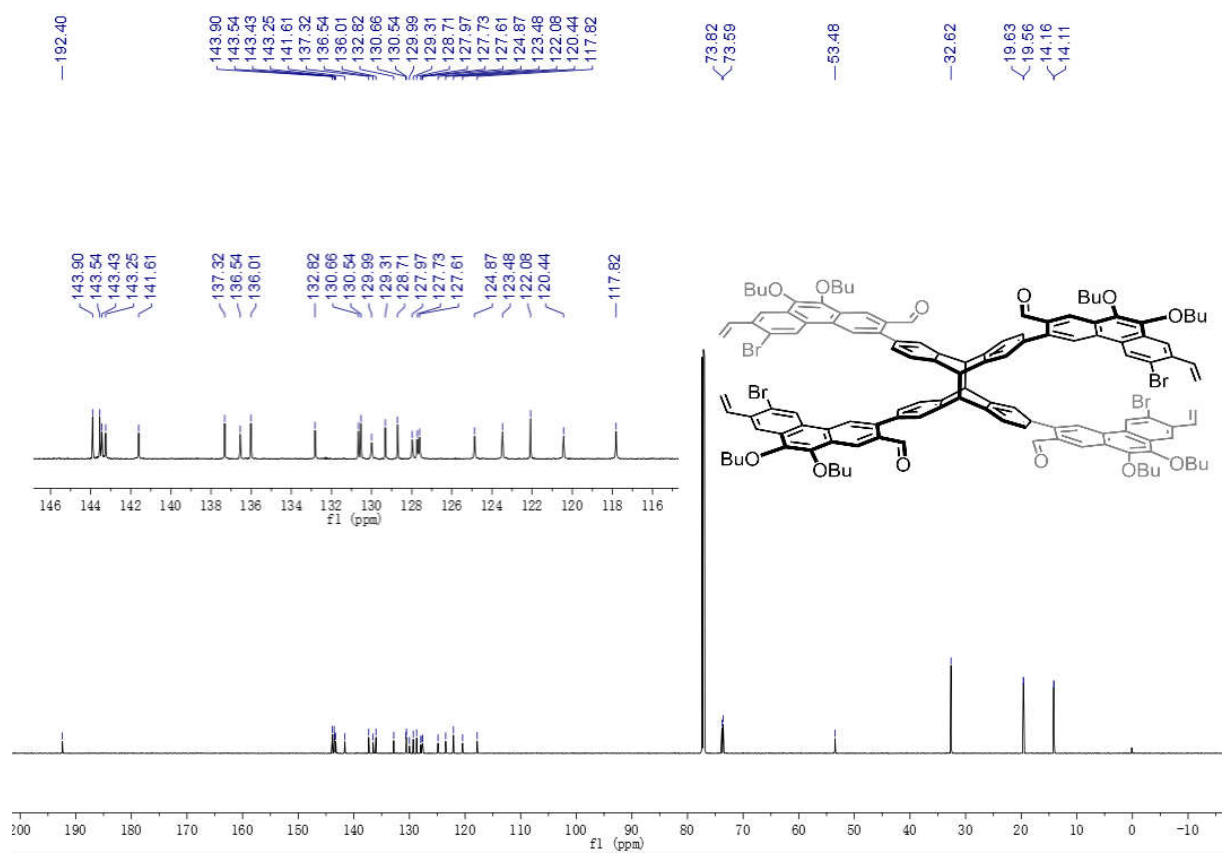 192.40
143.90
143.54
143.43
143.25
141.61
137.32
136.54
136.01
132.82
130.66
130.54
129.99
129.31
128.71
127.97
127.73
127.61
124.87
123.48
122.08
120.44
117.82
73.82
73.59
53.48
32.62
19.63
19.56
14.16
14.11
143.90
143.54
143.43
143.25
141.61
137.32
136.54
136.01
132.82
130.66
130.54
129.99
129.31
128.71
127.97
127.73
127.61
124.87
123.48
122.08
120.44
117.82
BuO OBu
O
Br
O
BuO
OBu
Br
Br
BuO
OBu
O
Br
O
OBu
OBu
146 144 142 140 138 136 134 132 130 128 126 124 122 120 118 116
f1 (ppm)
200 190 180 170 160 150 140 130 120 110 100 90 80 70 60 50 40 30 20 10 0 -10
f1 (ppm)